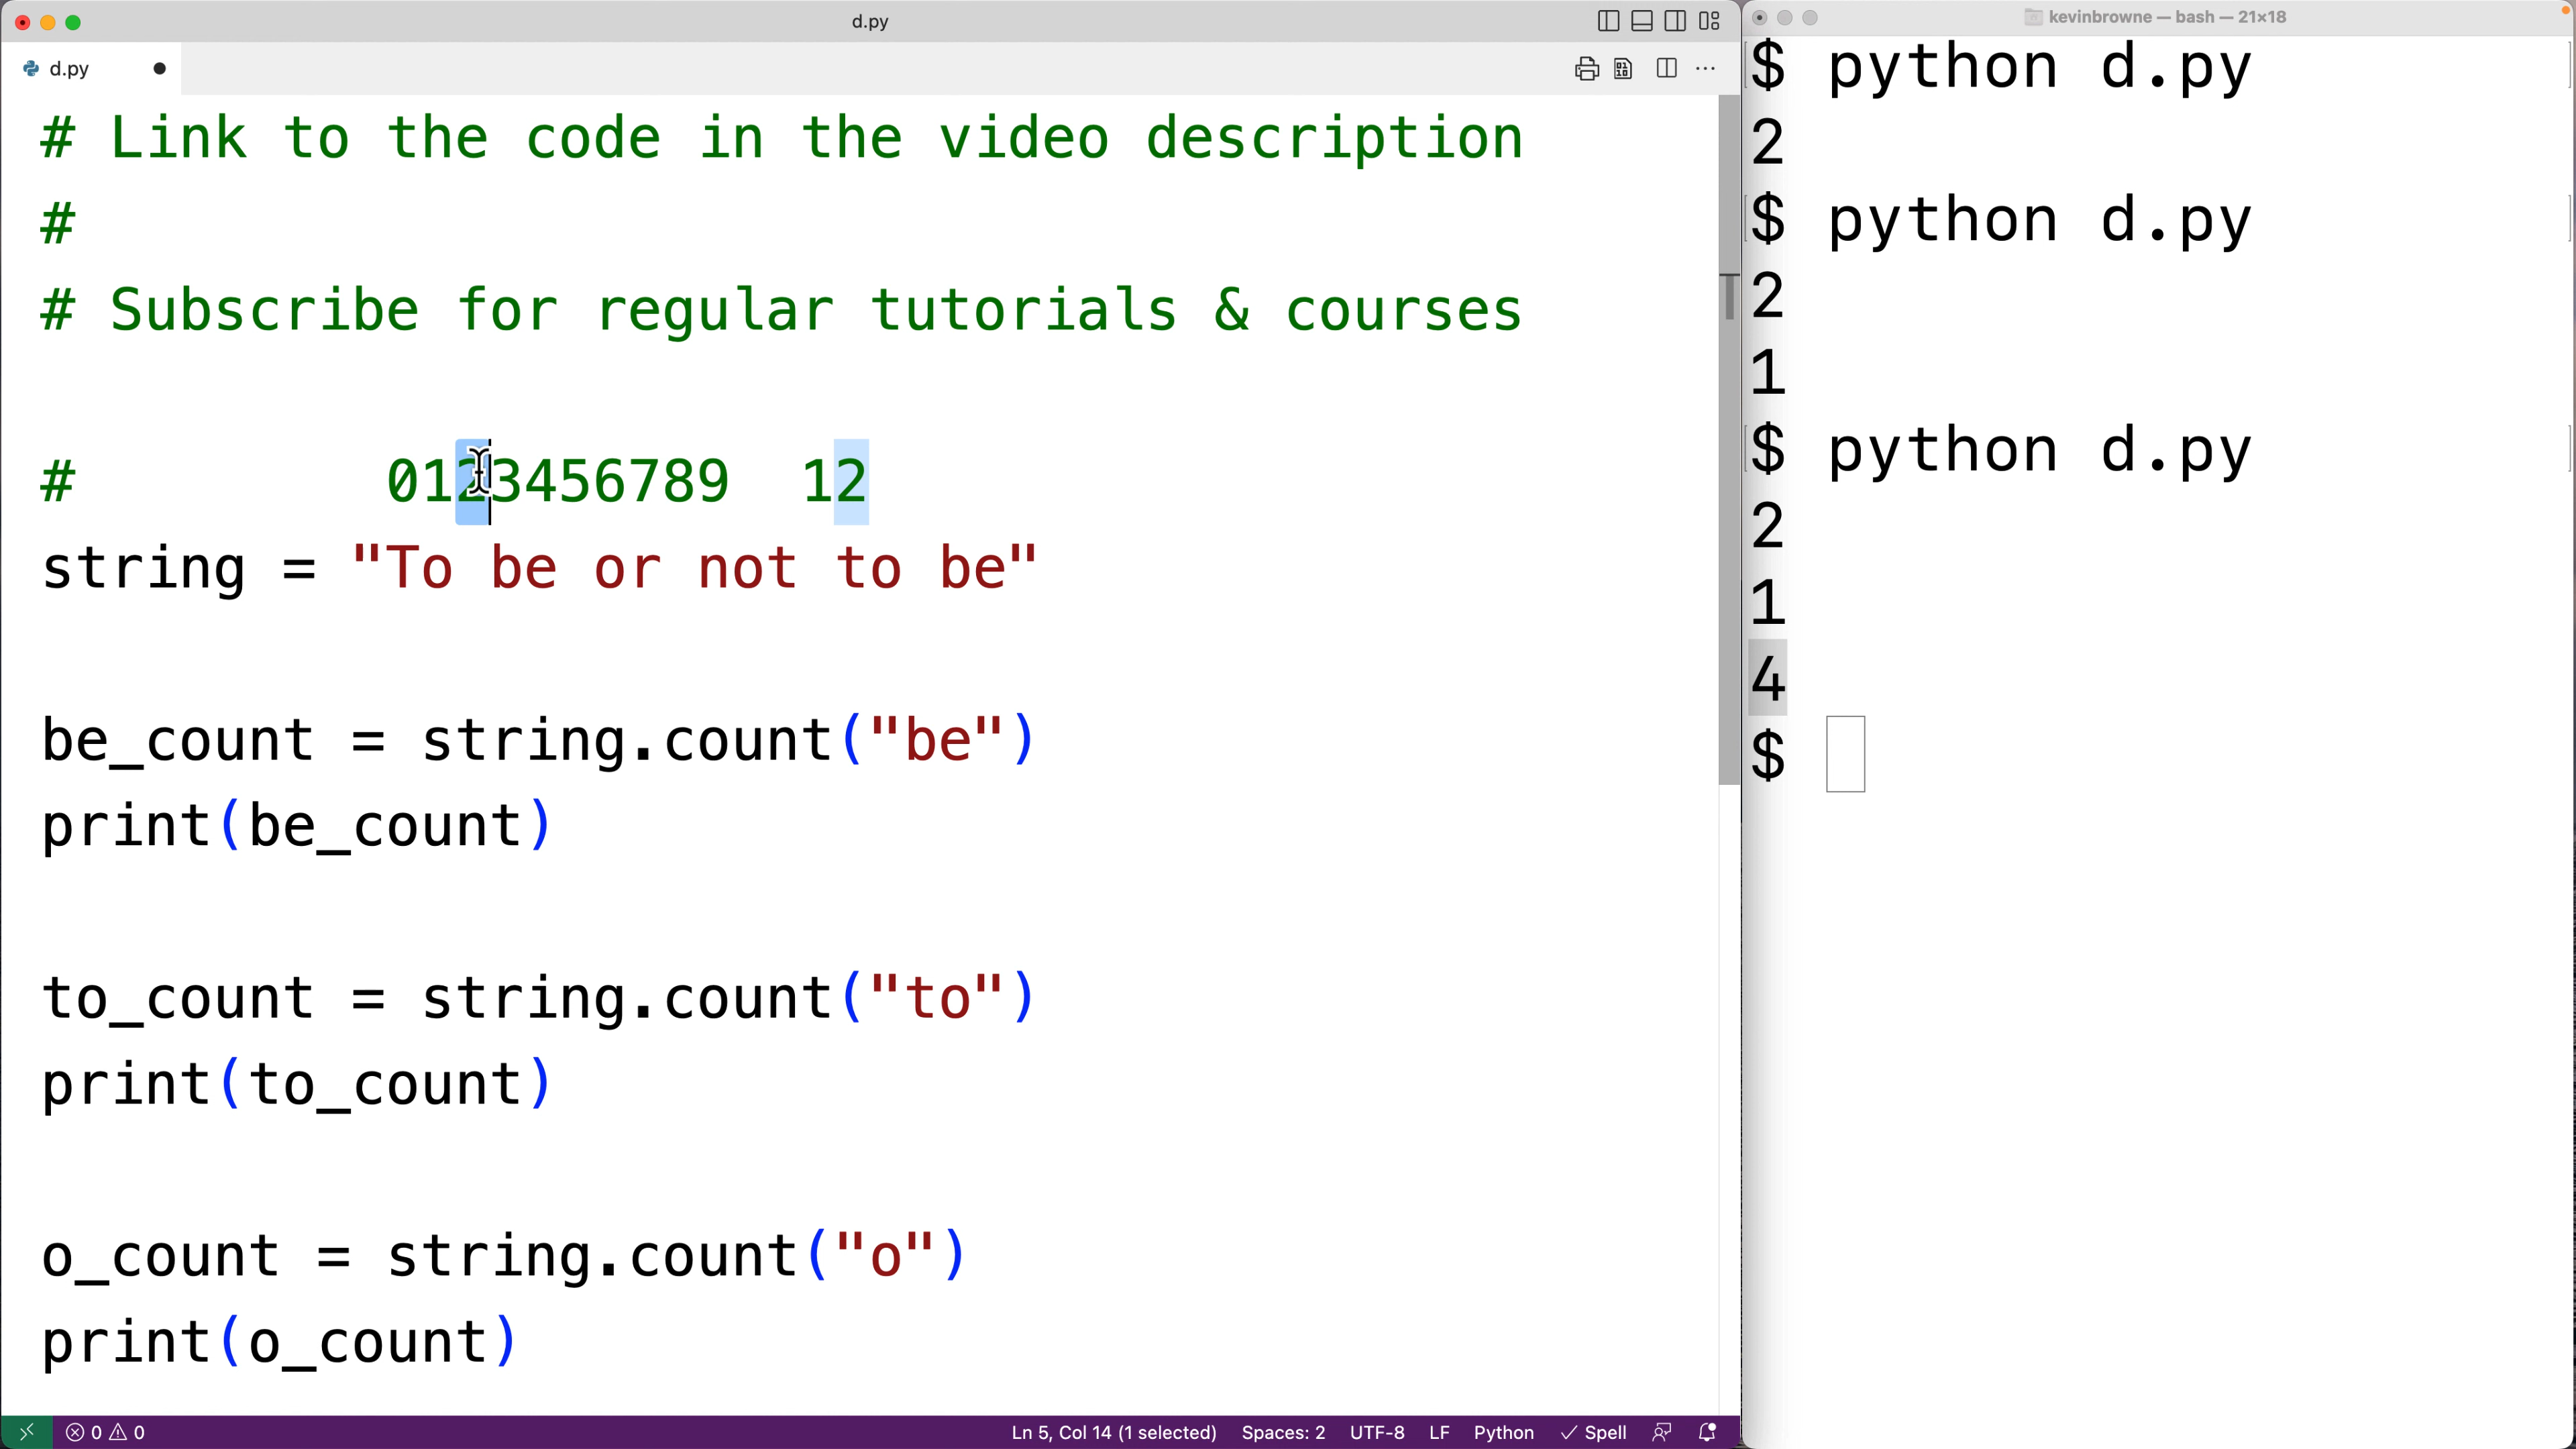 d.py
d.py
# Link to the code in the video description
#
# Subscribe for regular tutorials & courses
#         0123456789  12
string = "To be or not to be"
be_count = string.count("be")
print(be_count)
to_count = string.count("to")
print(to_count)
o_count = string.count("o")
print(o_count)
0 0 Ln 5, Col 14 (1 selected) Spaces: 2 UTF-8 LF Python Spell
kevinbrowne — bash — 21×18
$ python d.py
2
$ python d.py
2
1
$ python d.py
2
1
4
$